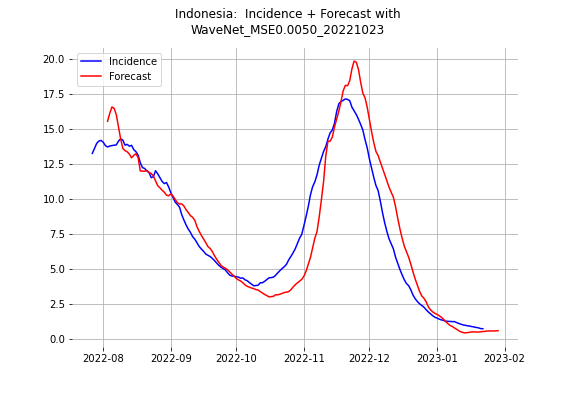 Indonesia:  Incidence + Forecast with
WaveNet_MSE0.0050_20221023
Incidence
Forecast
20.0
17.5
15.0
12.5
10.0
7.5
5.0
2.5
0.0
2022-08 2022-09 2022-10 2022-11 2022-12 2023-01 2023-02